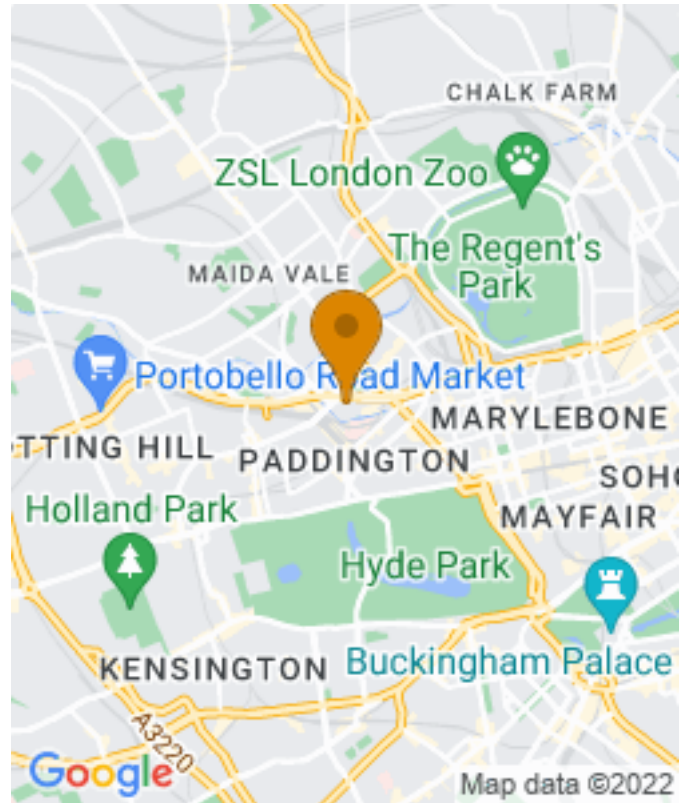 CHALK FARM
ZSL London Zoo
The Regent's
Park
MAIDA VALE
Portobello Road Market
MARYLEBONE
TTING HILL
PADDINGTON
SOHO
MAYFAIR
Holland Park
Hyde Park
KENSINGTON
Buckingham Palace
A3220
Google
Map data ©2022